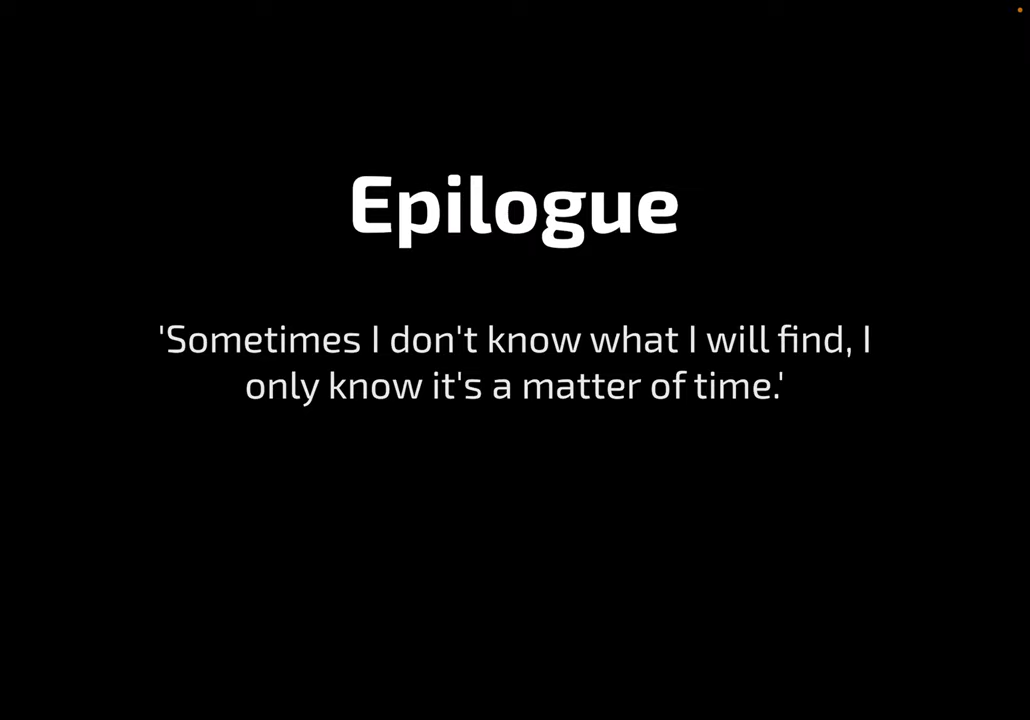 Epilogue
'Sometimes I don't know what I will find, I
only know it's a matter of time.'